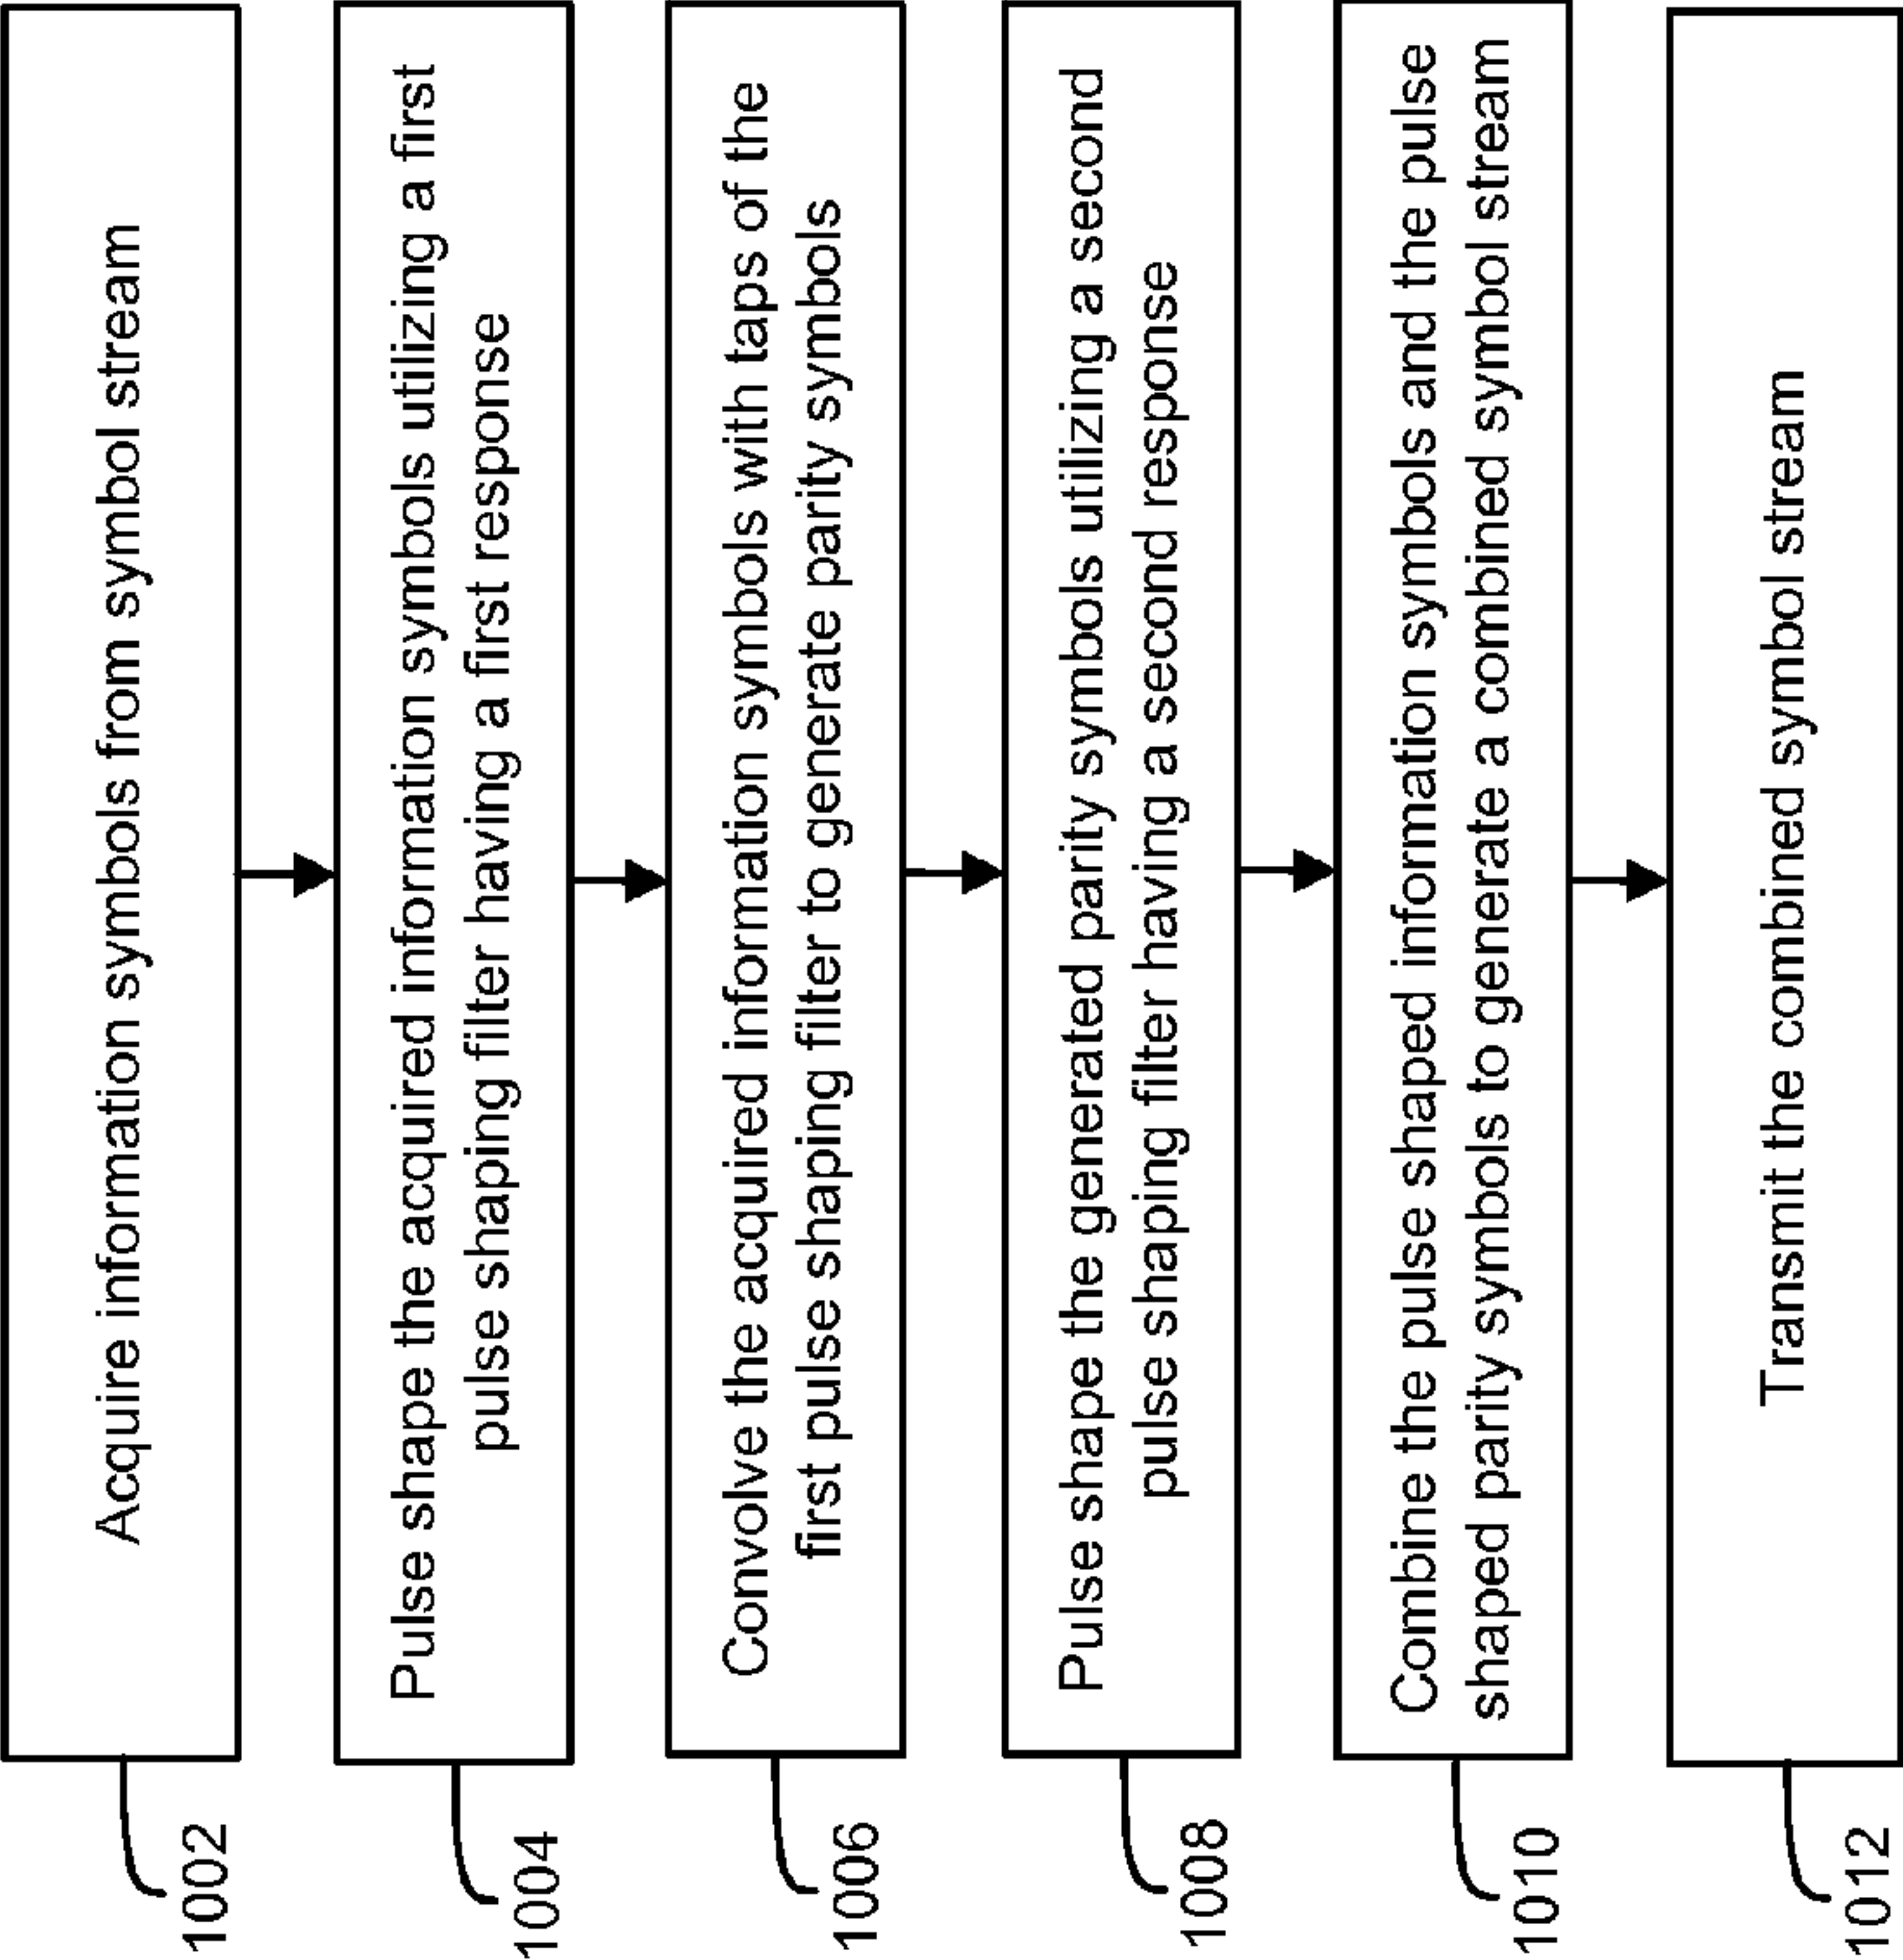 1002
Acquire information symbols from symbol stream
1004
Pulse shape the acquired information symbols utilizing a first
pulse shaping filter having a first response
1006
Convolve the acquired information symbols with taps of the
first pulse shaping filter to generate parity symbols
1008
Pulse shape the generated parity symbols utilizing a second
pulse shaping filter having a second response
1010
Combine the pulse shaped information symbols and the pulse
shaped parity symbols to generate a combined symbol stream
1012
Transmit the combined symbol stream